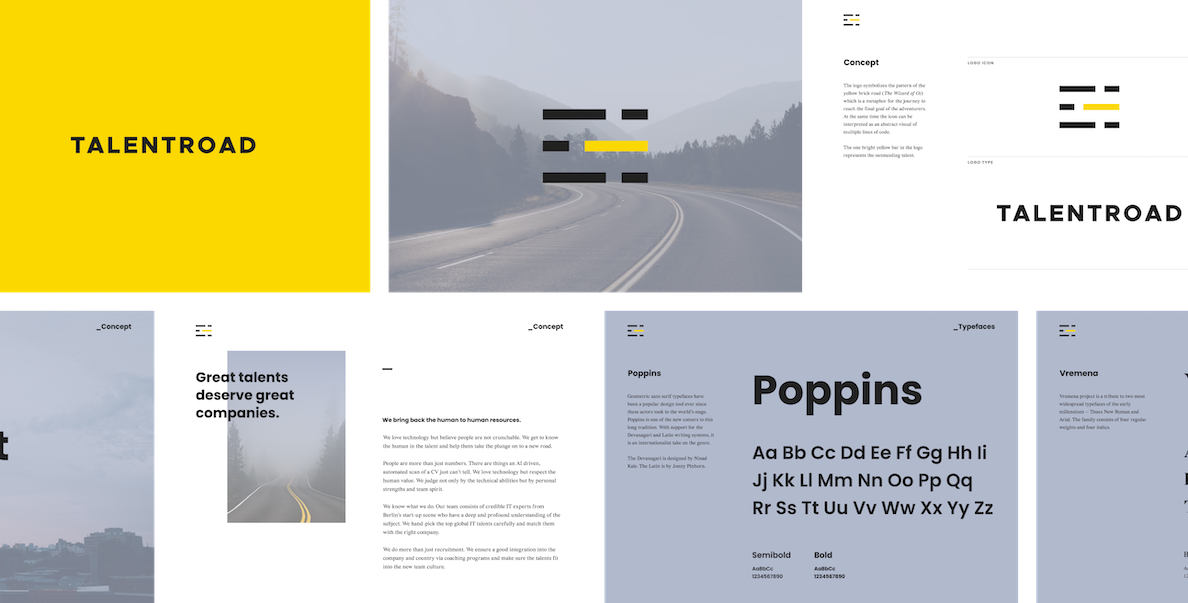 TALENTROAD
Concept
The logo symbolizes the pattern of the
yellow brick road (The Wizard of Oz)
which is a metaphor for the journey to
reach the final goal of the adventurers.
At the same time the icon can be
interpreted as an abstract visual of
multiple lines of code.
The one bright yellow bar in the logo
represents the outstanding talent.
LOGO ICON
LOGO TYPE
TALENTROAD
_Concept
t
_Concept
Great talents
deserve great
companies.
We bring back the human to human resources.
We love technology but believe people are not crunchable. We get to know
the human in the talent and help them take the plunge on to a new road.
People are more than just numbers. There are things an AI driven,
automated scan of a CV just can't tell. We love technology but respect the
human value. We judge not only by the technical abilities but by personal
strengths and team spirit.
We know what we do. Our team consists of credible IT experts from
Berlin's start-up scene who have a deep and profound understanding of the
subject. We hand-pick the top global IT talents carefully and match them
with the right company.
We do more than just recruitment. We ensure a good integration into the
company and country via coaching programs and make sure the talents fit
into the new team culture.
_Typefaces
Poppins
Geometric sans-serif typefaces have
been a popular design tool ever since
these actors took to the world's stage.
Poppins is one of the new comers to this
long tradition. With support for the
Devanagari and Latin writing systems, it
is an internationalist take on the genre.
The Devanagari is designed by Ninad
Kale. The Latin is by Jonny Pinhorn.
Poppins
Aa Bb Cc Dd Ee Ff Gg Hh Ii
Jj Kk Ll Mm Nn Oo Pp Qq
Rr Ss Tt Uu Vv Ww Xx Yy Zz
Semibold
AaBbCc
1234567890
Bold
AaBbCc
1234567890
Vremena
Vremena project is a tribute to two most
widespread typefaces of the early
millennium – Times New Roman and
Arial. The family consists of four regular
weights and four italics.